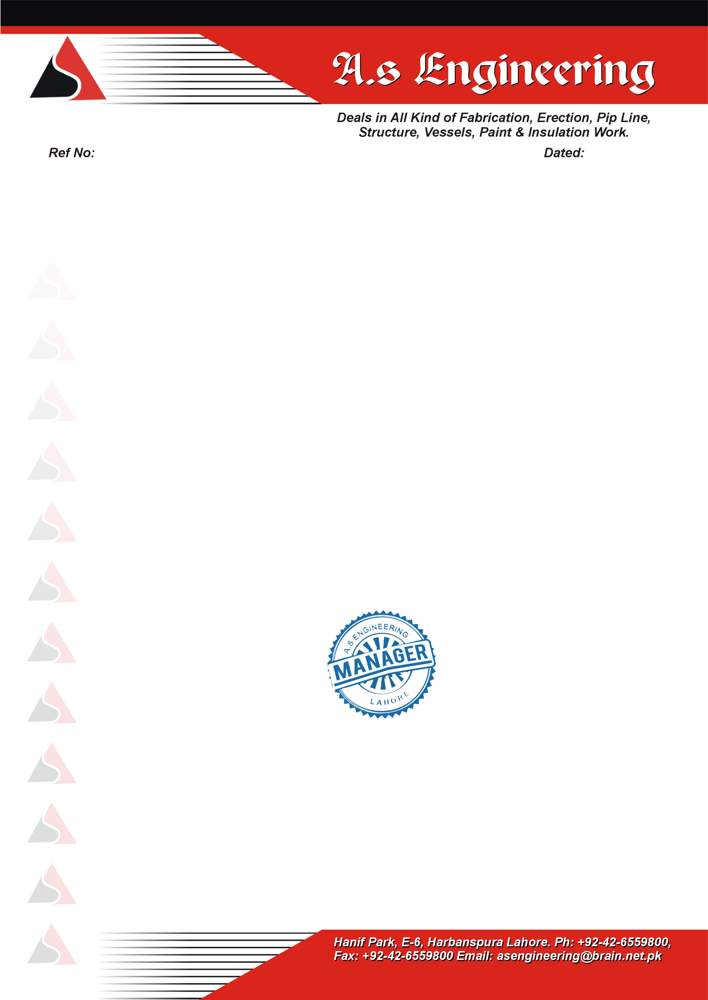 A.s Engineering
Deals in All Kind of Fabrication, Erection, Pip Line,
Structure, Vessels, Paint & Insulation Work.
Ref No:
Dated:
A.S ENGINEERING
MANAGER
LAHORE
Hanif Park, E-6, Harbanspura Lahore. Ph: +92-42-6559800,
Fax: +92-42-6559800 Email: asengineering@brain.net.pk